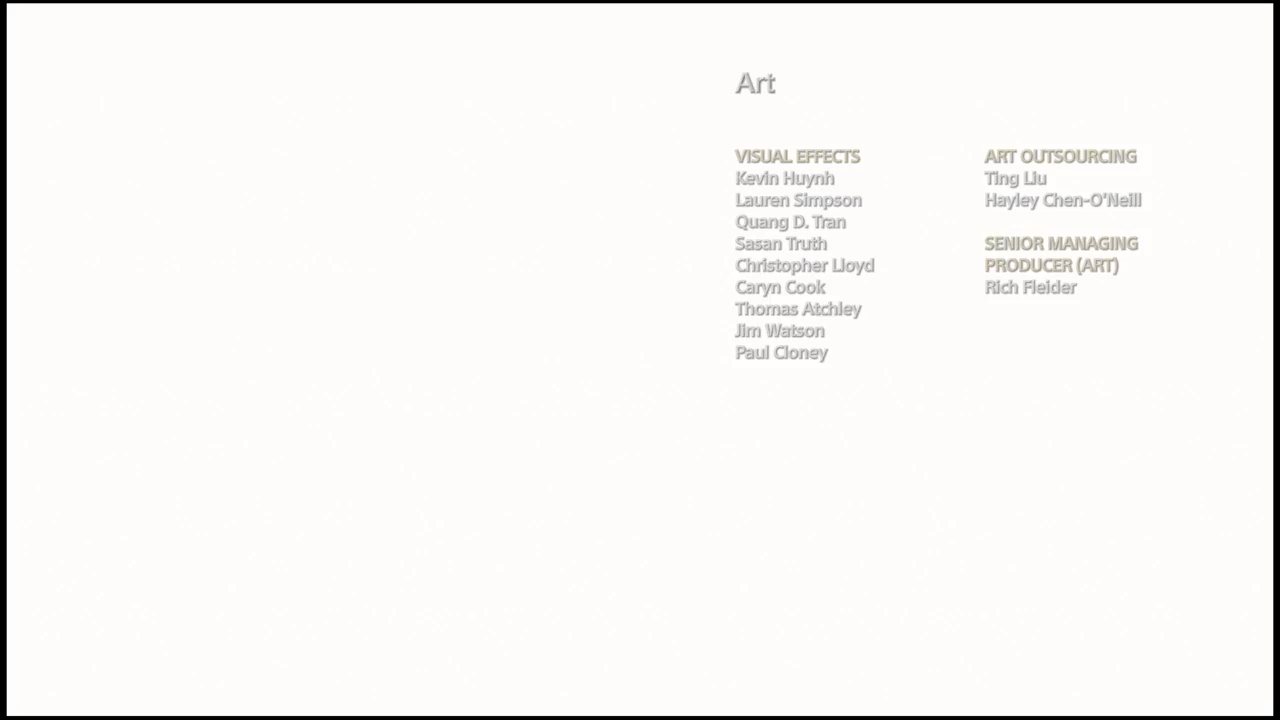 Art
VISUAL EFFECTS
Kevin Huynh
Lauren Simpson
Quang D. Tran
Sasan Truth
Christopher Lloyd
Caryn Cook
Thomas Atchley
Jim Watson
Paul Cloney
ART OUTSOURCING
Ting Liu
Hayley Chen-O'Neill
SENIOR MANAGING
PRODUCER (ART)
Rich Fleider